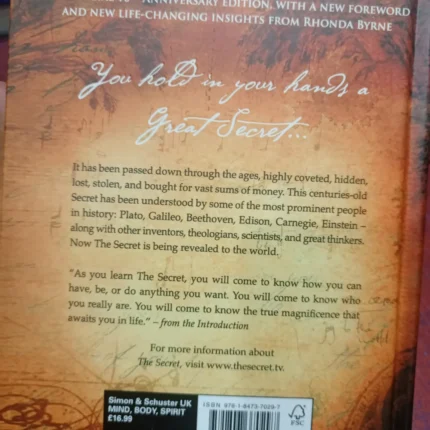 ANNIVERSARY EDITION, WITH A NEW FOREWORD
AND NEW LIFE-CHANGING INSIGHTS FROM RHONDA BYRNE
You hold in your hands a
Great Secret...
It has been passed down through the ages, highly coveted, hidden,
lost, stolen, and bought for vast sums of money. This centuries-old
Secret has been understood by some of the most prominent people
in history: Plato, Galileo, Beethoven, Edison, Carnegie, Einstein –
along with other inventors, theologians, scientists, and great thinkers.
Now The Secret is being revealed to the world.
"As you learn The Secret, you will come to know how you can
have, be, or do anything you want. You will come to know who
you really are. You will come to know the true magnificence that
awaits you in life." – from the Introduction
For more information about
The Secret, visit www.thesecret.tv.
Simon & Schuster UK
MIND, BODY, SPIRIT
£16.99
ISBN 978-1-8473-7029-7
FSC